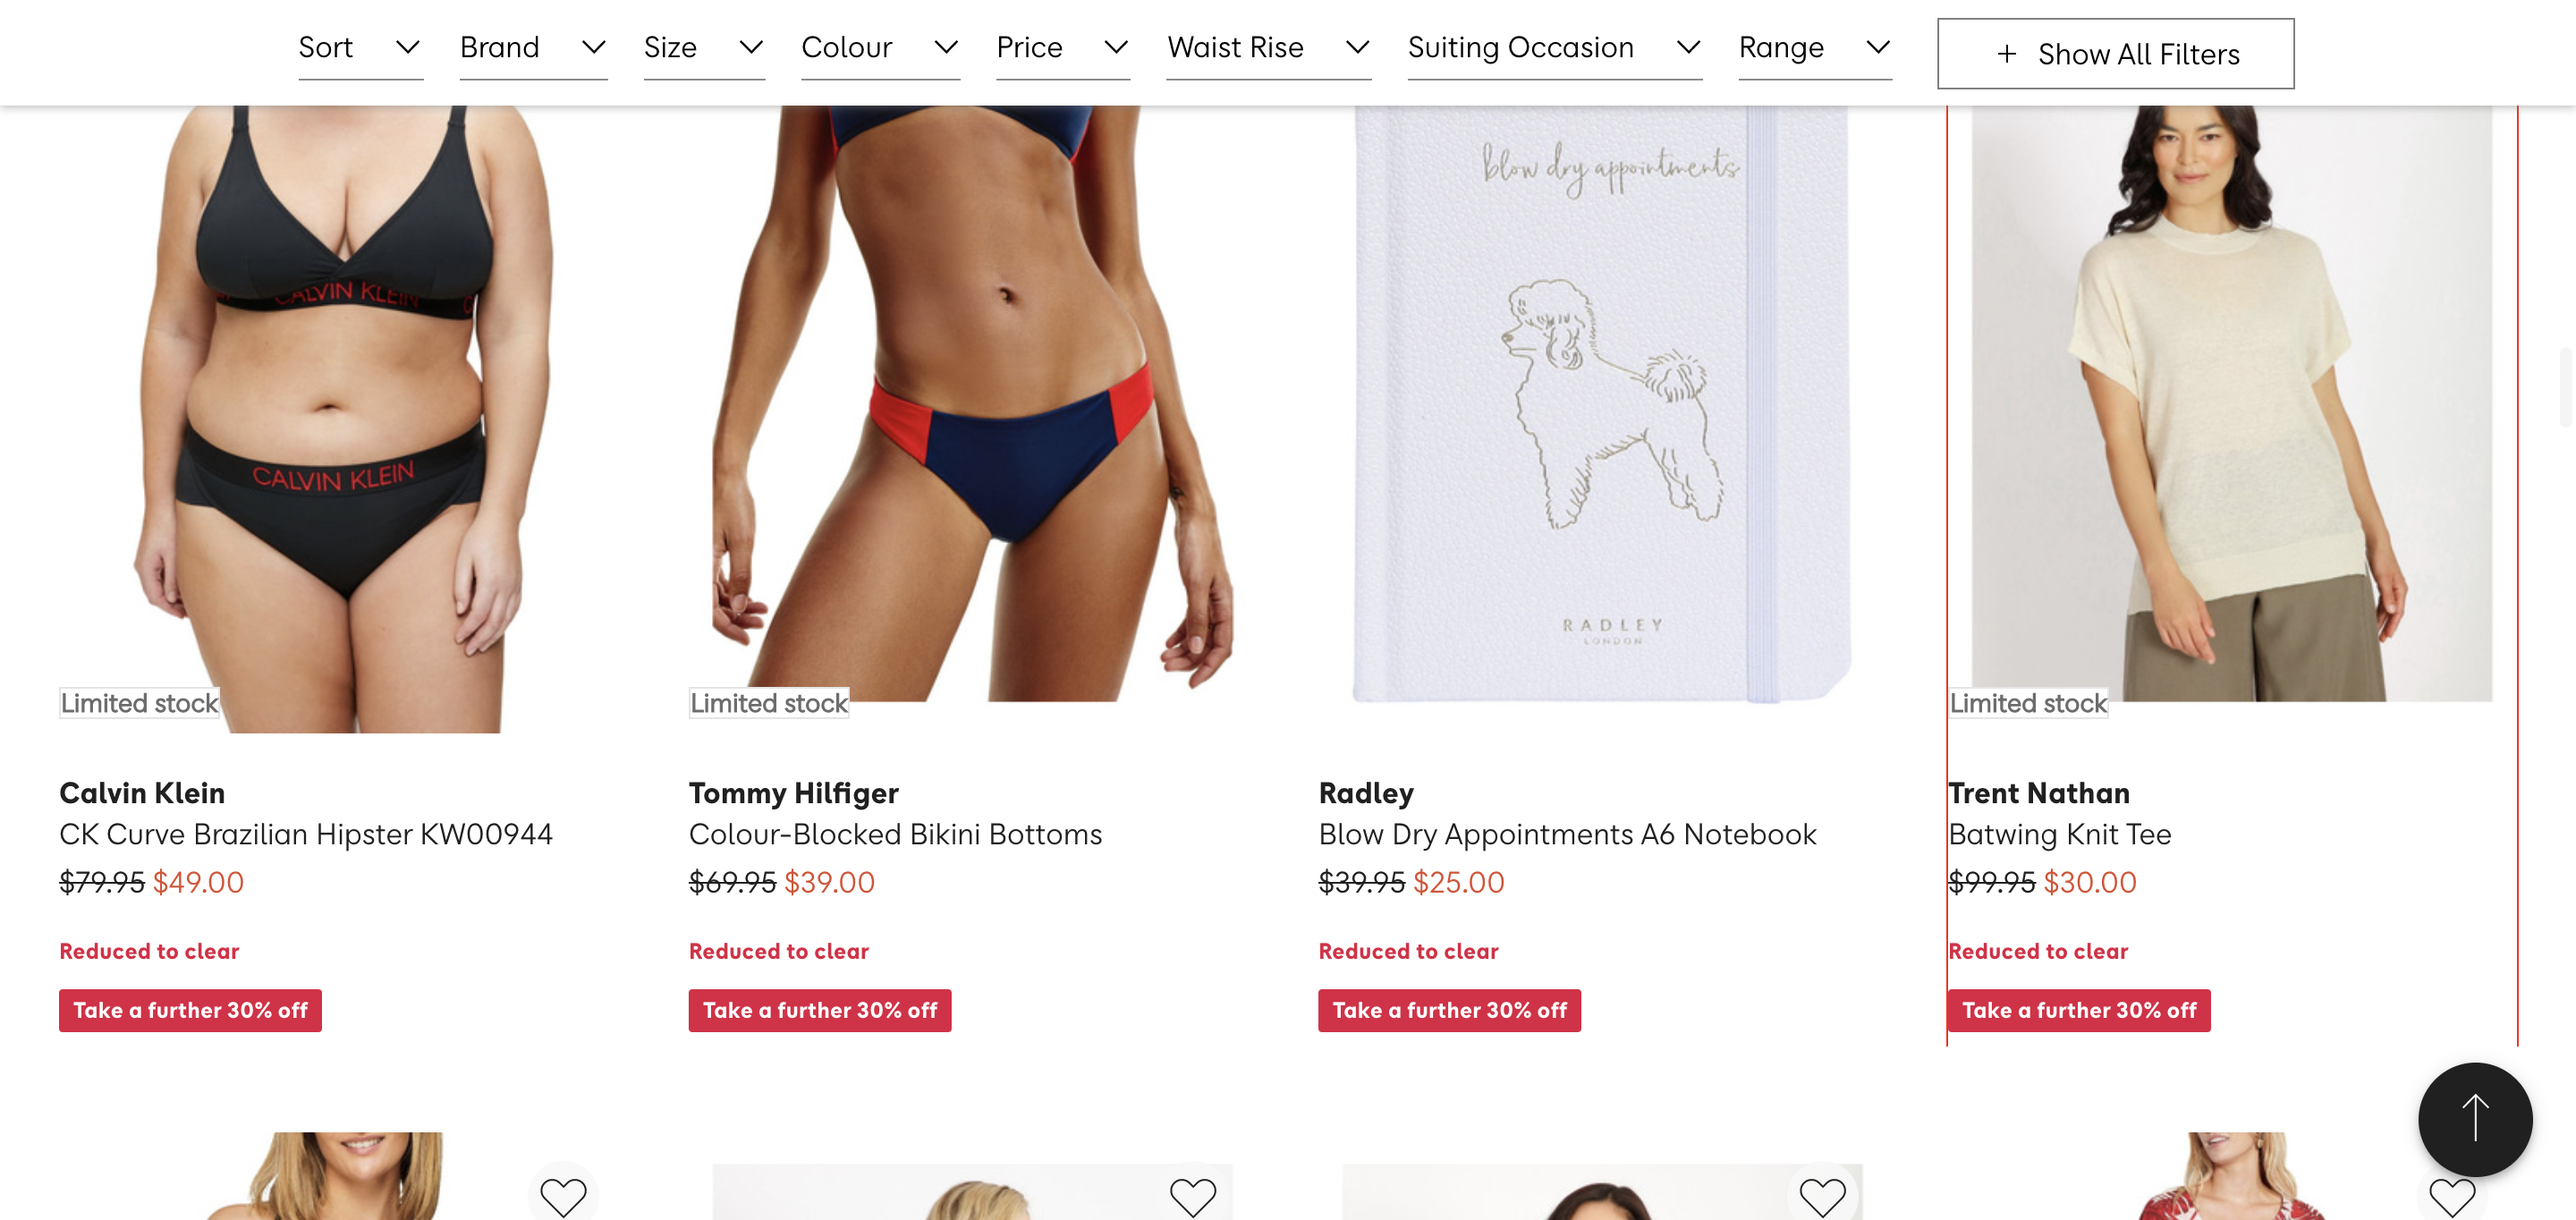 Sort
Brand
Size
Colour
Price
Waist Rise
Suiting Occasion
Range
+ Show All Filters
CALVIN KLEIN
CALVIN KLEIN
blow dry appointments
RADLEY
LONDON
Limited stock
Limited stock
Limited stock
Calvin Klein
CK Curve Brazilian Hipster KW00944
$79.95 $49.00
Reduced to clear
Take a further 30% off
Tommy Hilfiger
Colour-Blocked Bikini Bottoms
$69.95 $39.00
Reduced to clear
Take a further 30% off
Radley
Blow Dry Appointments A6 Notebook
$39.95 $25.00
Reduced to clear
Take a further 30% off
Trent Nathan
Batwing Knit Tee
$99.95 $30.00
Reduced to clear
Take a further 30% off